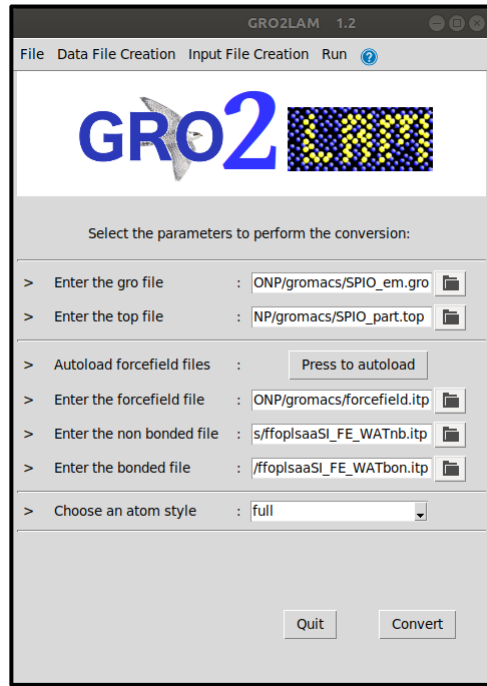 GRO2LAM 1.2
File Data File Creation Input File Creation Run ?
GRO2LAM
Select the parameters to perform the conversion:
> Enter the gro file : ONP/gromacs/SPIO_em.gro
> Enter the top file : NP/gromacs/SPIO_part.top
> Autoload forcefield files : Press to autoload
> Enter the forcefield file : ONP/gromacs/forcefield.itp
> Enter the non bonded file : s/ffoplsaaSI_FE_WATnb.itp
> Enter the bonded file : /ffoplsaaSI_FE_WATbon.itp
> Choose an atom style : full
Quit Convert